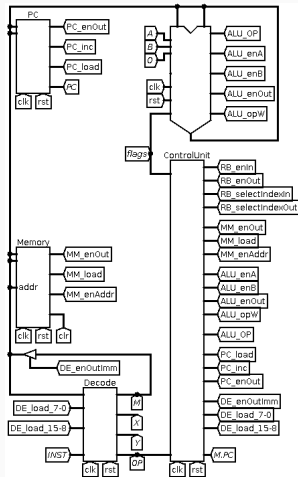 PC
PC_enOut
PC_inc
PC_load
PC
clk rst
A
B
O
clk
rst
ALU_OP
ALU_enA
ALU_enB
ALU_enOut
ALU_opW
flags
ControlUnit
RB_enIn
RB_enOut
RB_selectIndexIn
RB_selectIndexOut
MM_enOut
MM_load
MM_enAddr
ALU_enA
ALU_enB
ALU_enOut
ALU_opW
ALU_OP
PC_load
PC_inc
PC_enOut
DE_enOutImm
DE_load_7-0
DE_load_15-8
M.PC
clk rst
Memory
addr
MM_enOut
MM_load
MM_enAddr
clk rst clr
DE_enOutImm
Decode
DE_load_7-0
DE_load_15-8
INST
M
X
Y
OP
clk rst